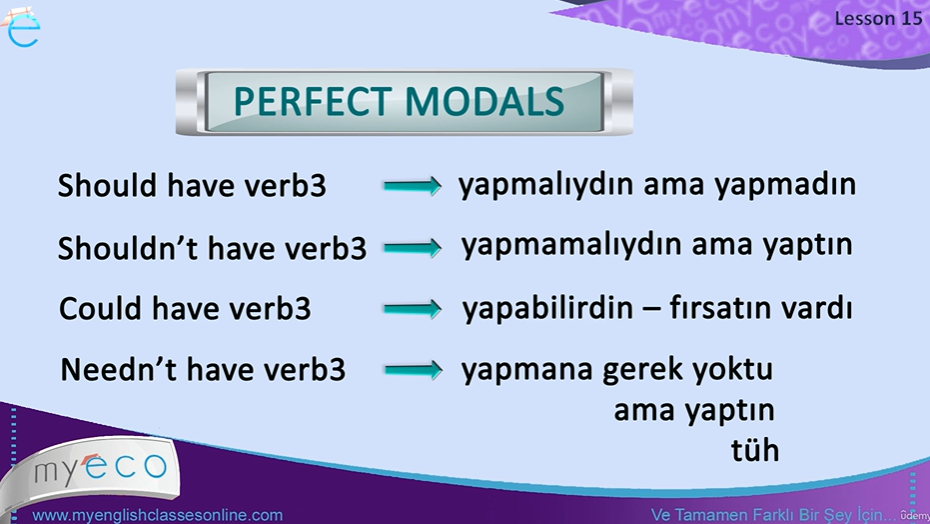 Lesson 15
PERFECT MODALS
Should have verb3 yapmalıydın ama yapmadın
Shouldn’t have verb3 yapmamalıydın ama yaptın
Could have verb3 yapabilirdin – fırsatın vardı
Needn’t have verb3 yapmana gerek yoktu
ama yaptın
tüh
myeco
www.myenglishclassesonline.com Ve Tamamen Farklı Bir Şey İçin...
ûdemy